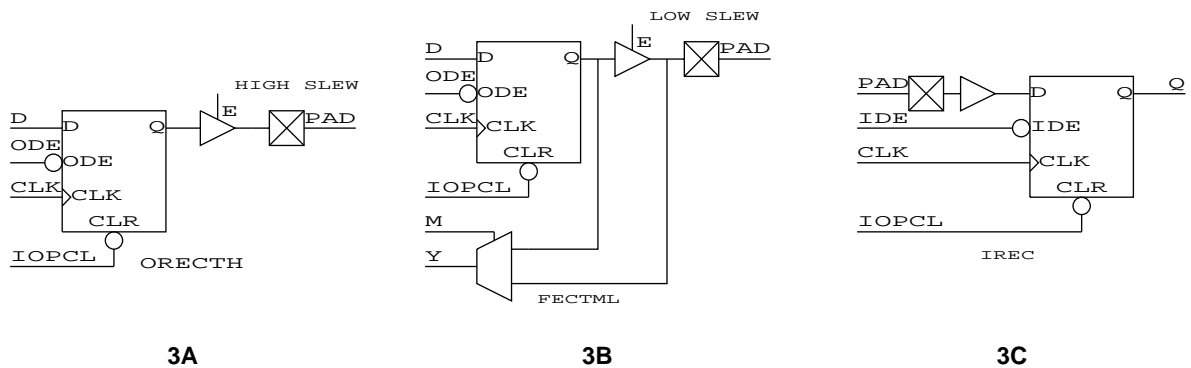 HIGH SLEW
D
D
Q
E
PAD
ODE
ODE
CLK
CLK
CLR
IOPCL
ORECTH
3A
LOW SLEW
D
D
Q
E
PAD
ODE
ODE
CLK
CLK
CLR
IOPCL
M
Y
FECTML
3B
PAD
D
Q
Q
IDE
IDE
CLK
CLK
CLR
IOPCL
IREC
3C